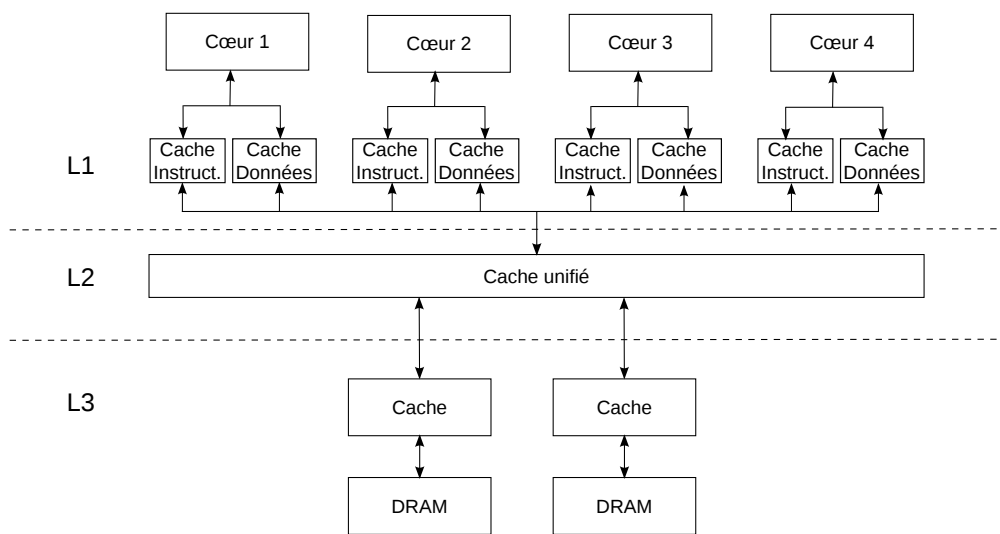 Cœur 1
Cœur 2
Cœur 3
Cœur 4
L1
Cache
Instruct.
Cache
Données
Cache
Instruct.
Cache
Données
Cache
Instruct.
Cache
Données
Cache
Instruct.
Cache
Données
L2
Cache unifié
L3
Cache
Cache
DRAM
DRAM